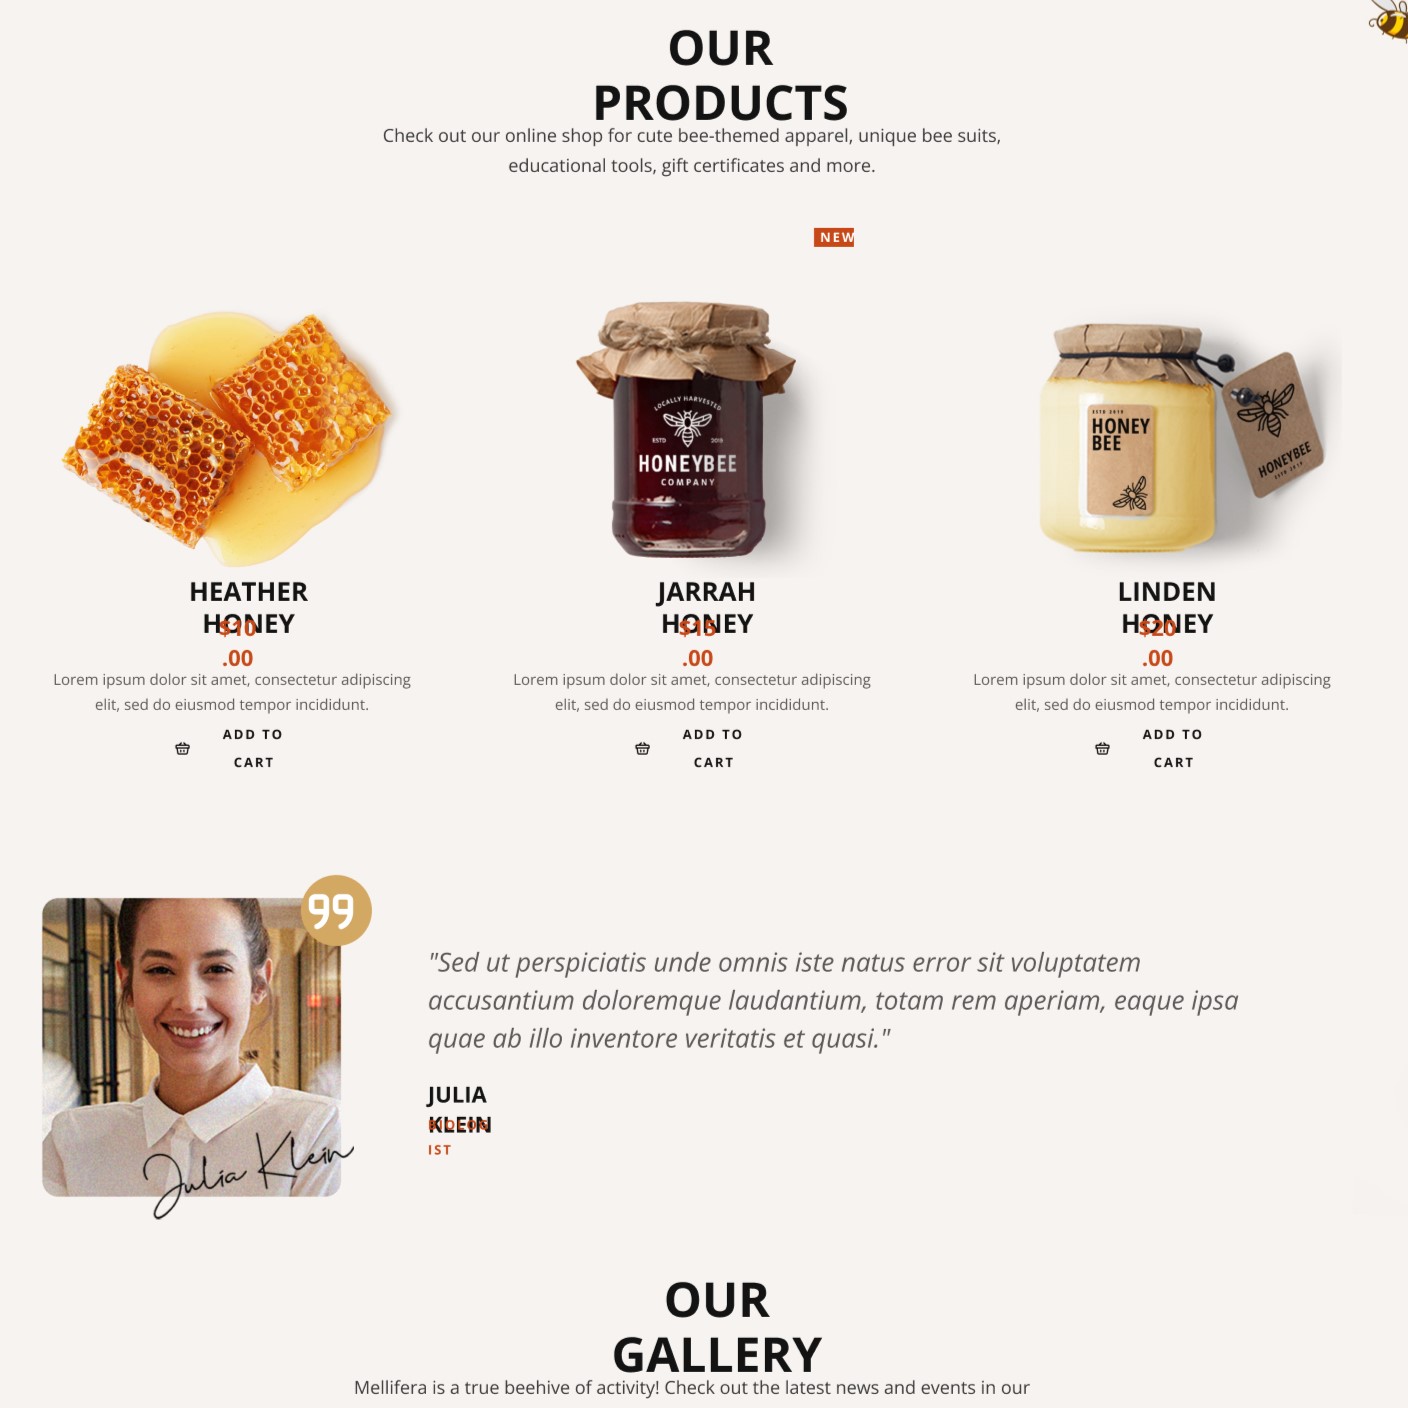 OUR
PRODUCTS
Check out our online shop for cute bee-themed apparel, unique bee suits,
educational tools, gift certificates and more.
NEW
LOCALLY HARVESTED
ESTD 2019
HONEYBEE
COMPANY
ESTD 2019
HONEY
BEE
HONEYBEE
ESTD 2019
HEATHER
HONEY
$10
.00
Lorem ipsum dolor sit amet, consectetur adipiscing
elit, sed do eiusmod tempor incididunt.
ADD TO
CART
JARRAH
HONEY
$15
.00
Lorem ipsum dolor sit amet, consectetur adipiscing
elit, sed do eiusmod tempor incididunt.
ADD TO
CART
LINDEN
HONEY
$20
.00
Lorem ipsum dolor sit amet, consectetur adipiscing
elit, sed do eiusmod tempor incididunt.
ADD TO
CART
99
Julia Klein
"Sed ut perspiciatis unde omnis iste natus error sit voluptatem
accusantium doloremque laudantium, totam rem aperiam, eaque ipsa
quae ab illo inventore veritatis et quasi."
JULIA
KLEIN
BIOLOG
IST
OUR
GALLERY
Mellifera is a true beehive of activity! Check out the latest news and events in our